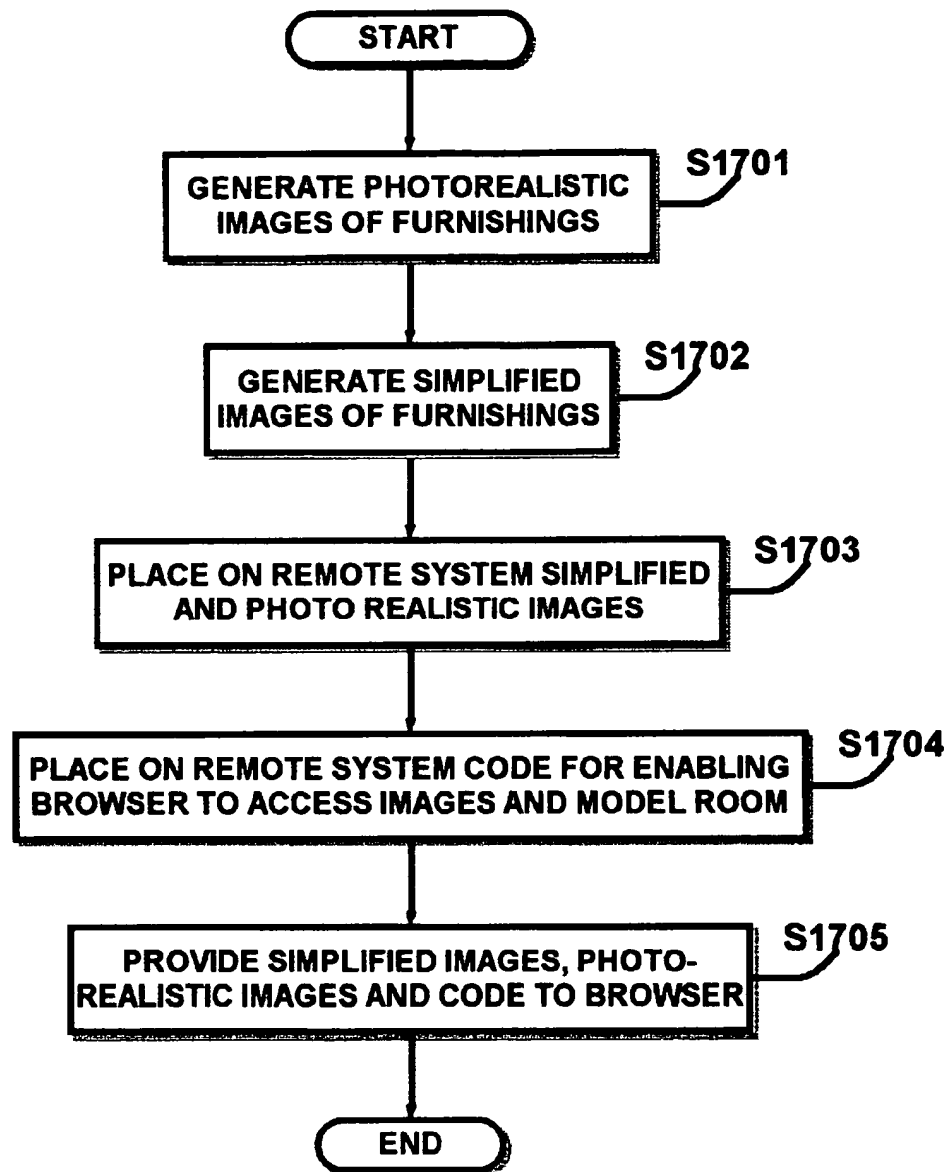 START
S1701
GENERATE PHOTOREALISTIC
IMAGES OF FURNISHINGS
S1702
GENERATE SIMPLIFIED
IMAGES OF FURNISHINGS
S1703
PLACE ON REMOTE SYSTEM SIMPLIFIED
AND PHOTO REALISTIC IMAGES
S1704
PLACE ON REMOTE SYSTEM CODE FOR ENABLING
BROWSER TO ACCESS IMAGES AND MODEL ROOM
S1705
PROVIDE SIMPLIFIED IMAGES, PHOTO-
REALISTIC IMAGES AND CODE TO BROWSER
END